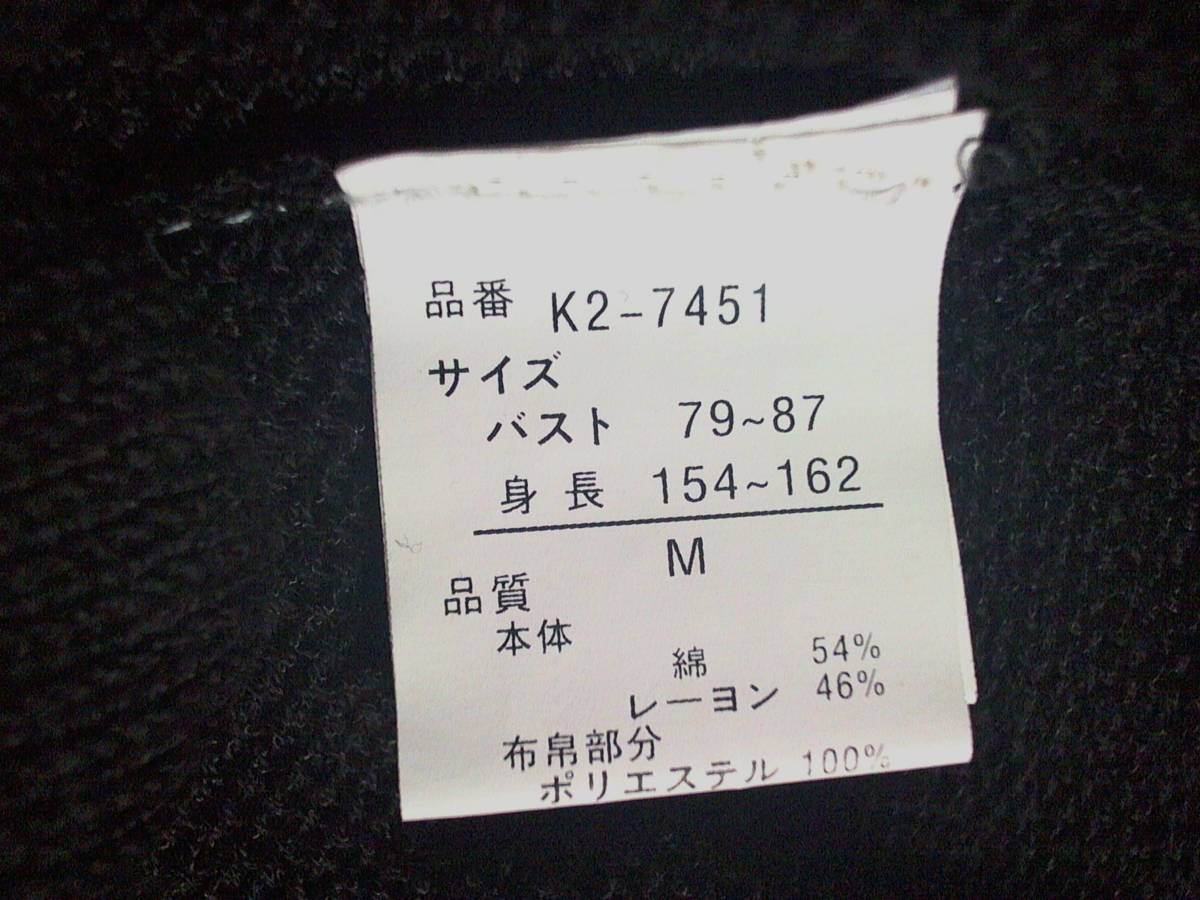 品番 K2-7451
サイズ
バスト 79~87
身長 154~162
M
品質
本体
綿 54%
レーヨン 46%
布帛部分
ポリエステル 100%